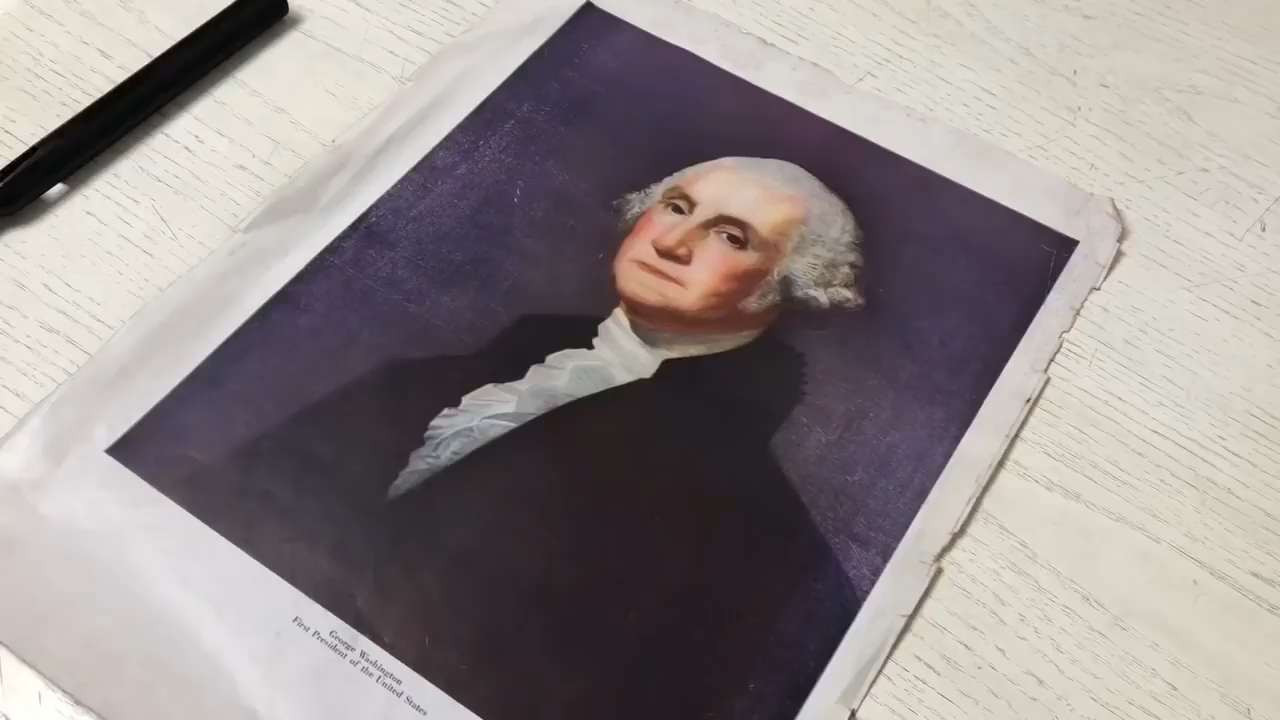 George Washington
First President of the United States